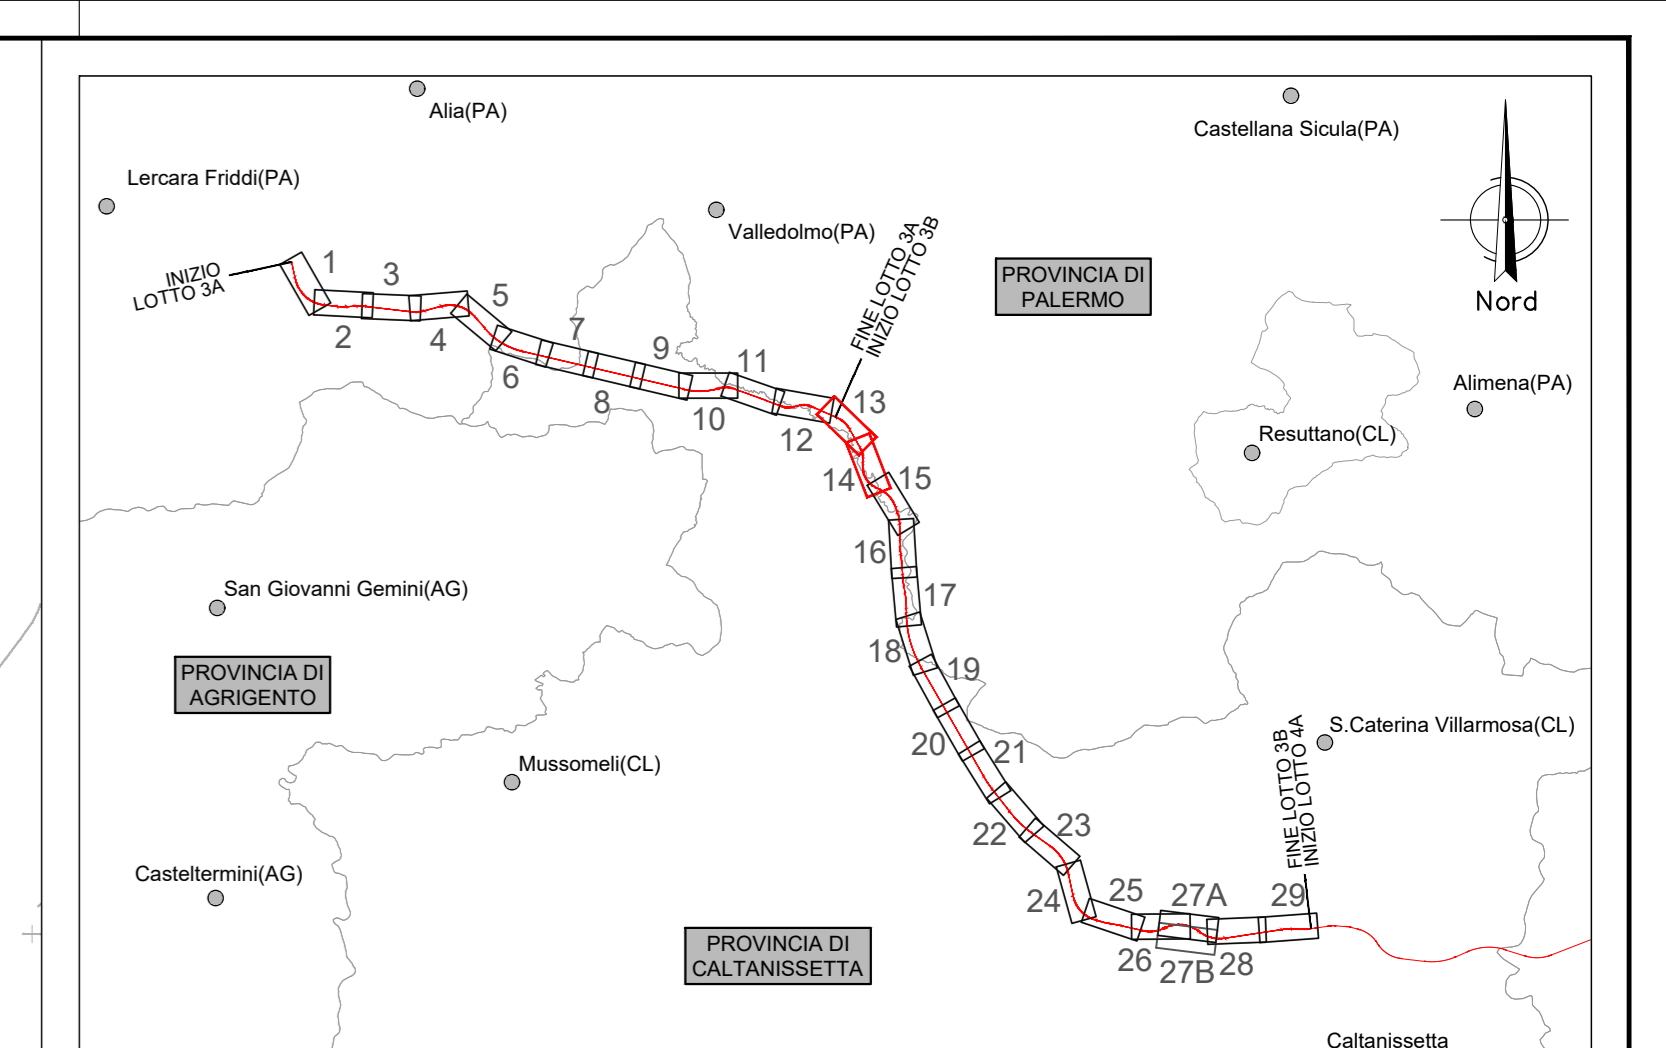 Alia(PA)
Castellana Sicula(PA)
Lercara Friddi(PA)
Valledolmo(PA)
FINE LOTTO 3A
INIZIO LOTTO 3B
PROVINCIA DI
PALERMO
Nord
INIZIO
LOTTO 3A
1
2
3
4
5
6
7
8
9
10
11
12
13
14
15
16
17
18
19
20
21
22
23
24
25
26
27A
27B
28
29
Alimena(PA)
Resuttano(CL)
San Giovanni Gemini(AG)
PROVINCIA DI
AGRIGENTO
Mussomeli(CL)
S.Caterina Villarmosa(CL)
FINE LOTTO 3B
INIZIO LOTTO 4A
Casteltermini(AG)
PROVINCIA DI
CALTANISSETTA
Caltanissetta